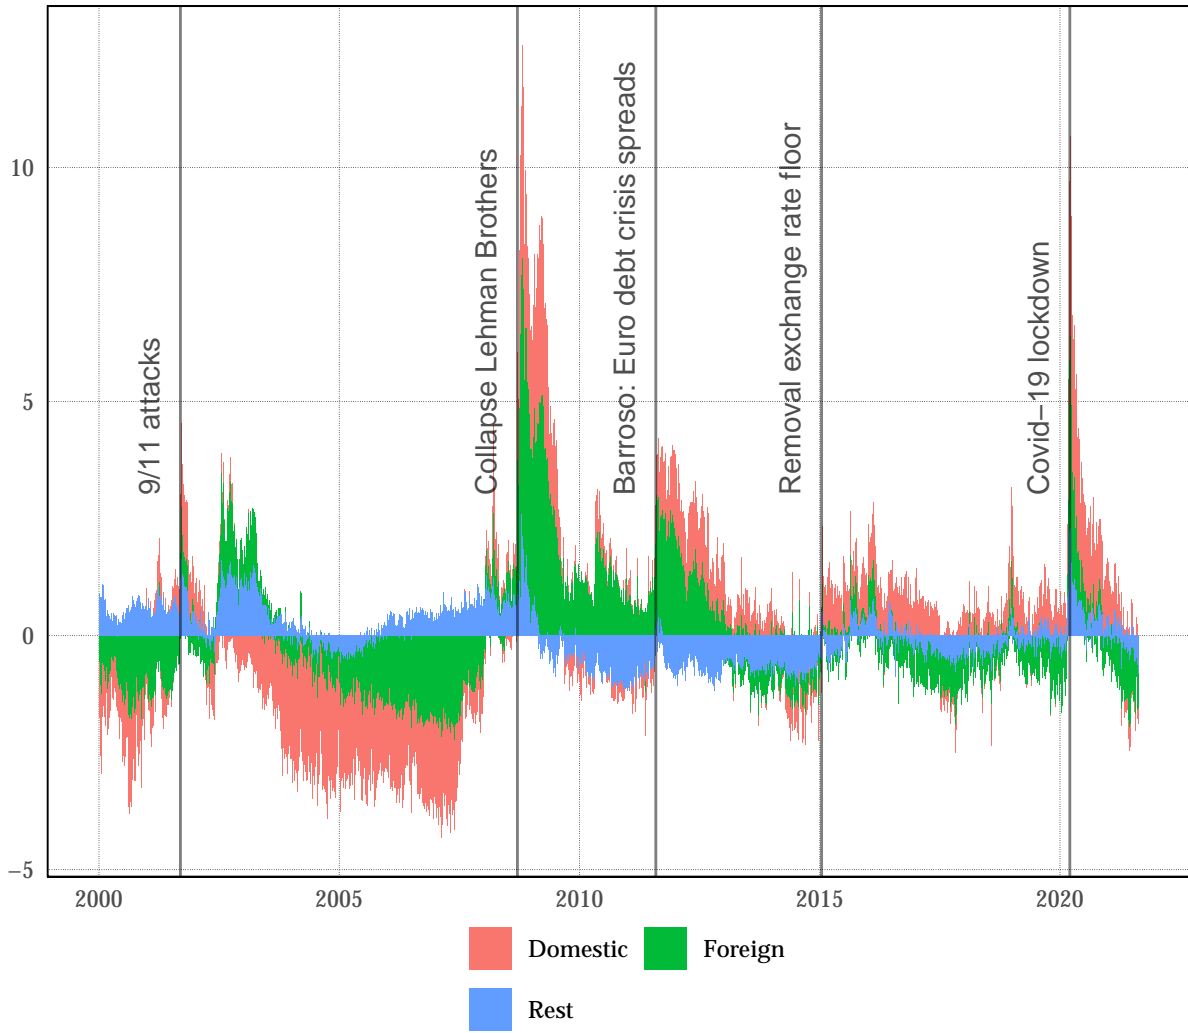 10
5
0
−5
9/11 attacks
Collapse Lehman Brothers
Barroso: Euro debt crisis spreads
Removal exchange rate floor
Covid−19 lockdown
2000 2005 2010 2015 2020
Domestic Foreign
Rest